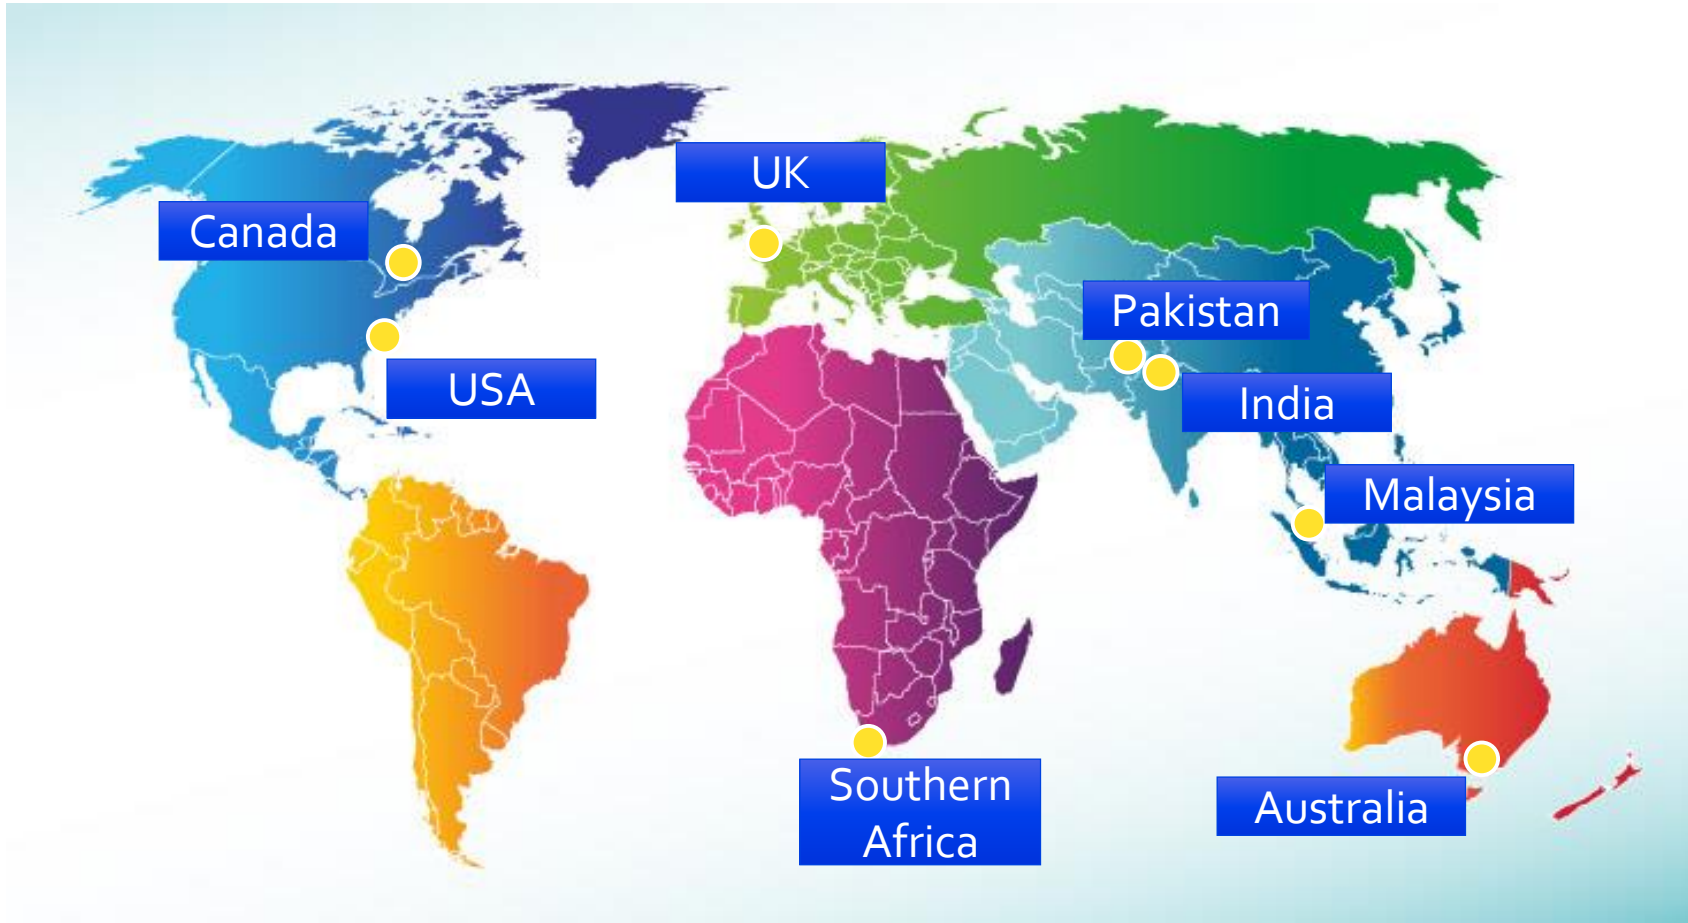 UK
Canada
Pakistan
USA
India
Malaysia
Southern
Africa
Australia